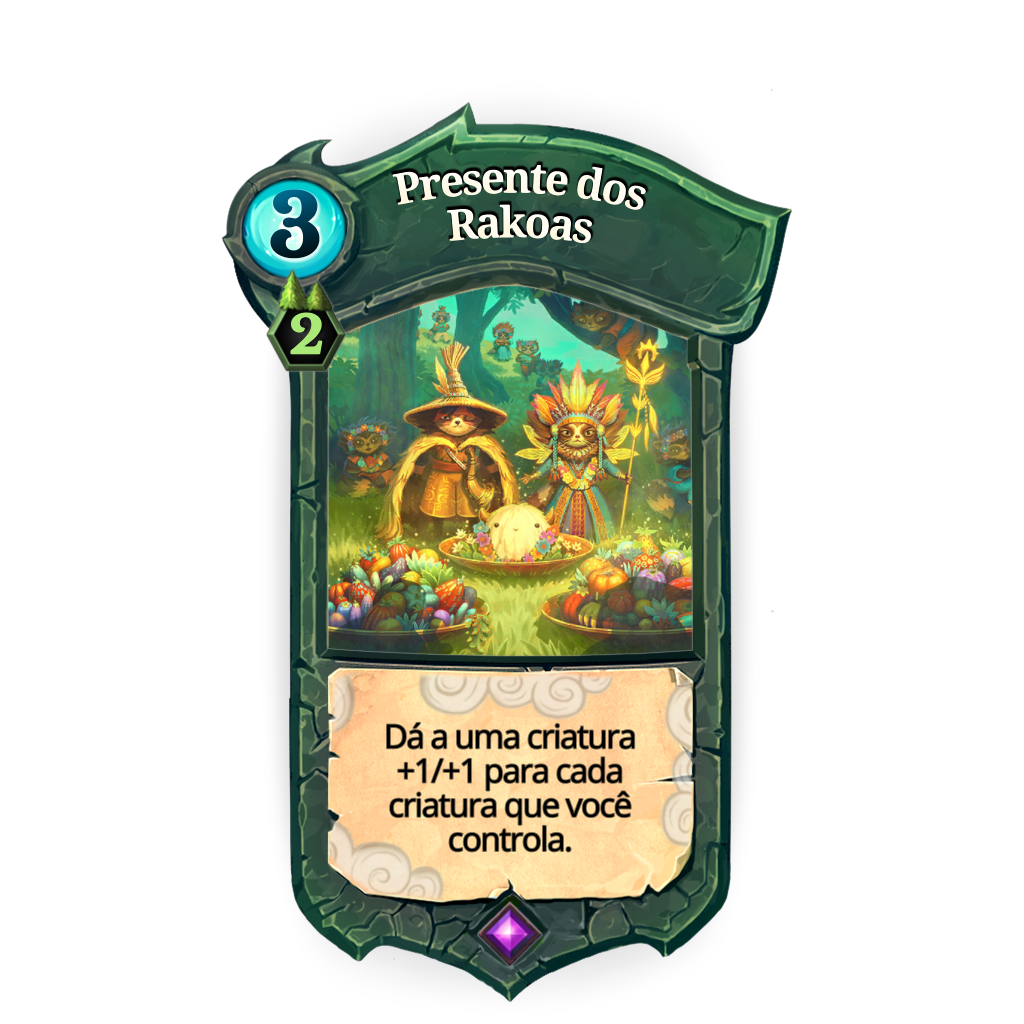 3
Presente dos
Rakoas
2
Dá a uma criatura
+1/+1 para cada
criatura que você
controla.